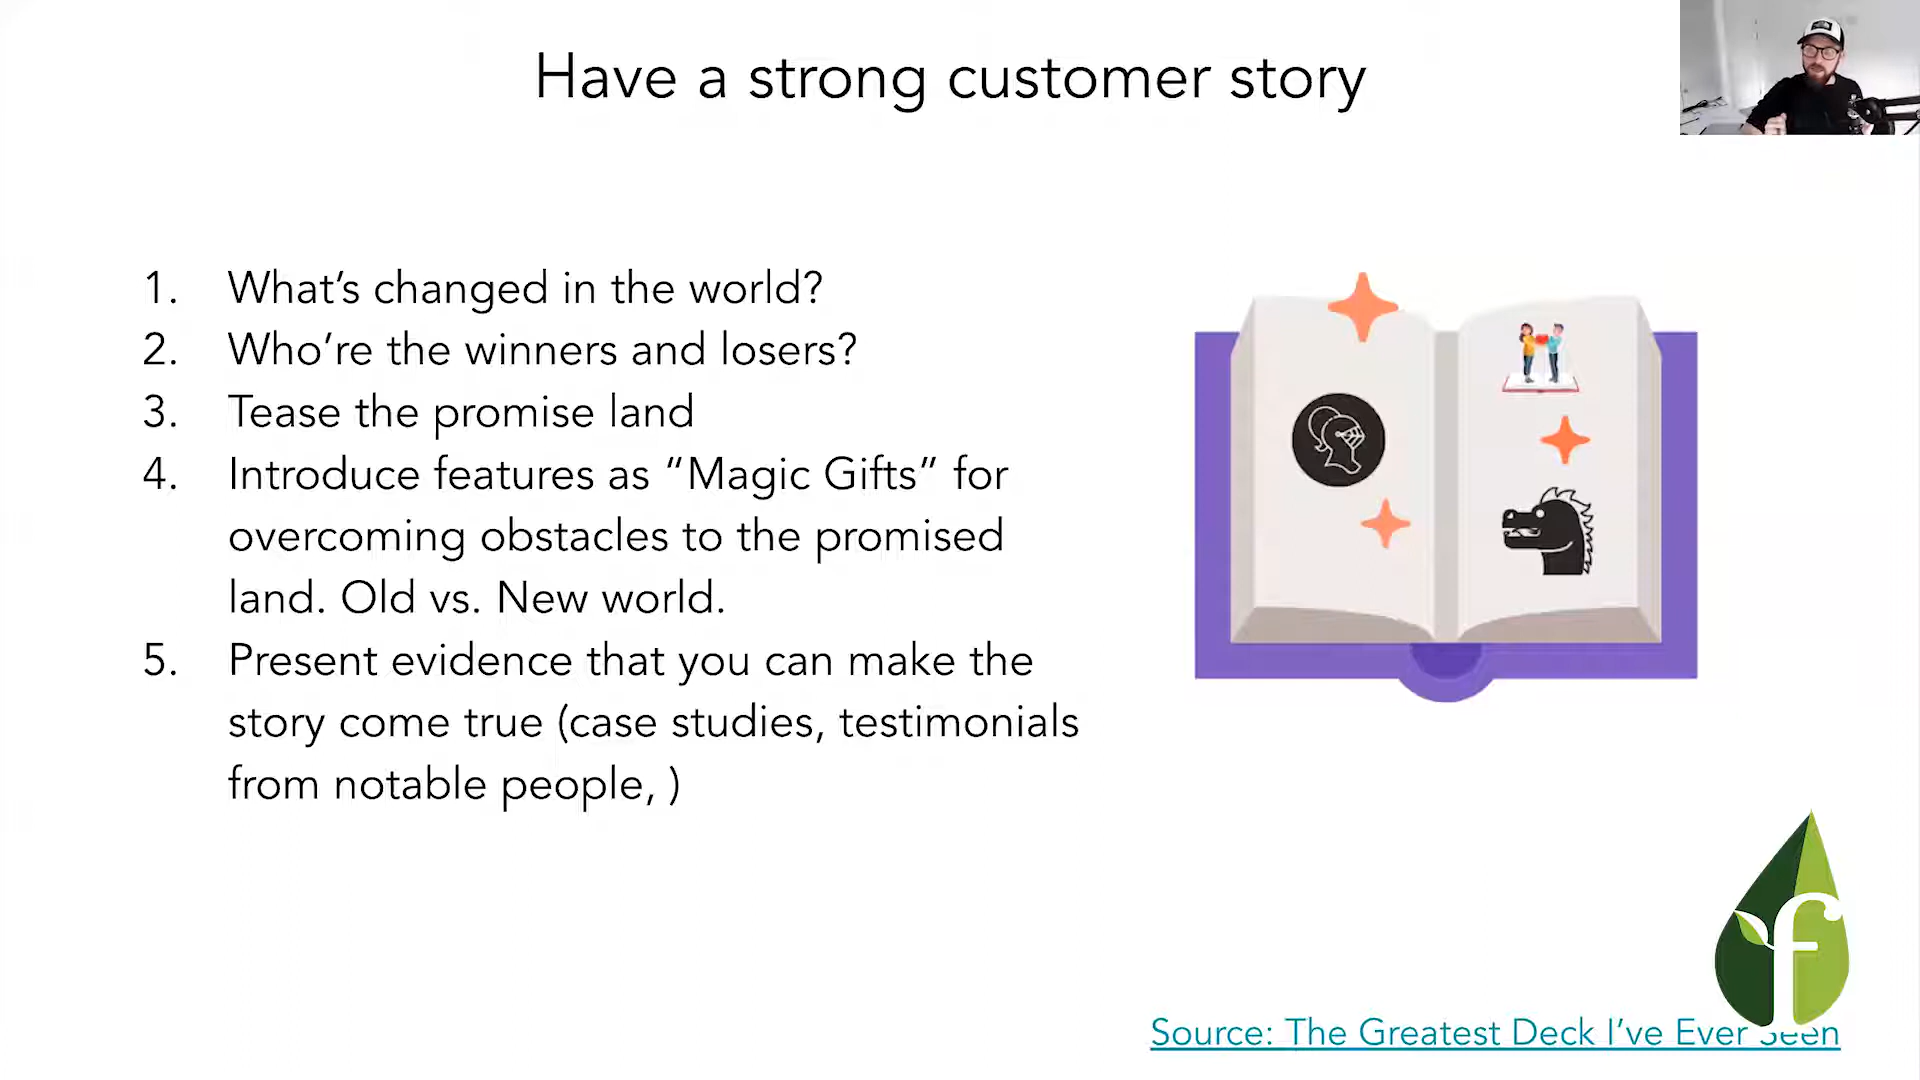 Have a strong customer story
1. What's changed in the world?
2. Who're the winners and losers?
3. Tease the promise land
4. Introduce features as “Magic Gifts” for
overcoming obstacles to the promised
land. Old vs. New world.
5. Present evidence that you can make the
story come true (case studies, testimonials
from notable people, )
f
Source: The Greatest Deck I've Ever Seen